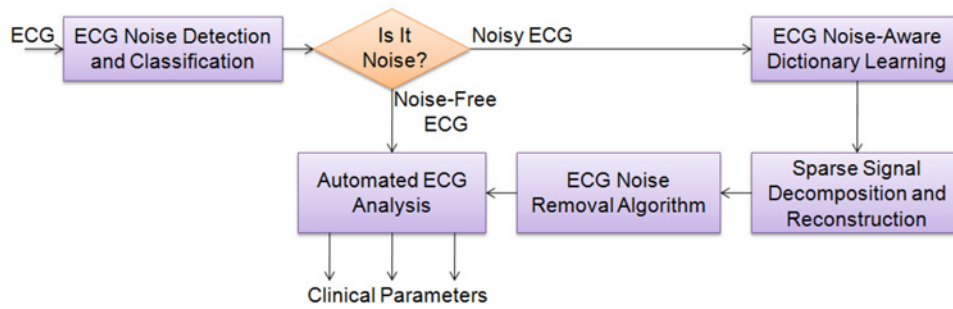 ECG
ECG Noise Detection
and Classification
Is It
Noise?
Noisy ECG
ECG Noise-Aware
Dictionary Learning
Noise-Free
ECG
Automated ECG
Analysis
ECG Noise
Removal Algorithm
Sparse Signal
Decomposition and
Reconstruction
Clinical Parameters